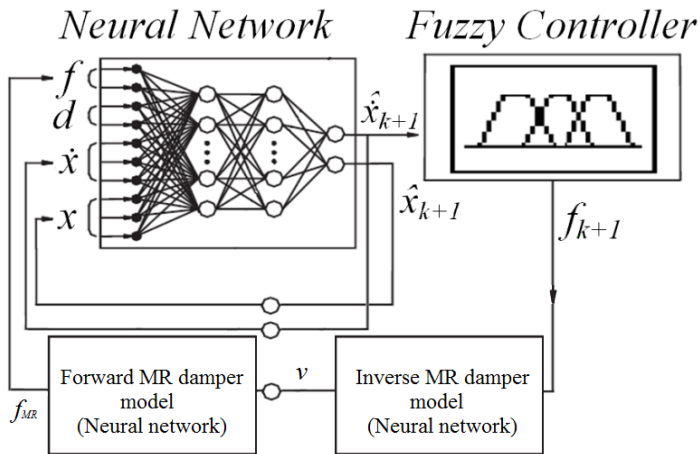 Neural Network
Fuzzy Controller
f
d
ẋ
x
x̂̇k+1
x̂k+1
fk+1
fMR
Forward MR damper
model
(Neural network)
v
Inverse MR damper
model
(Neural network)